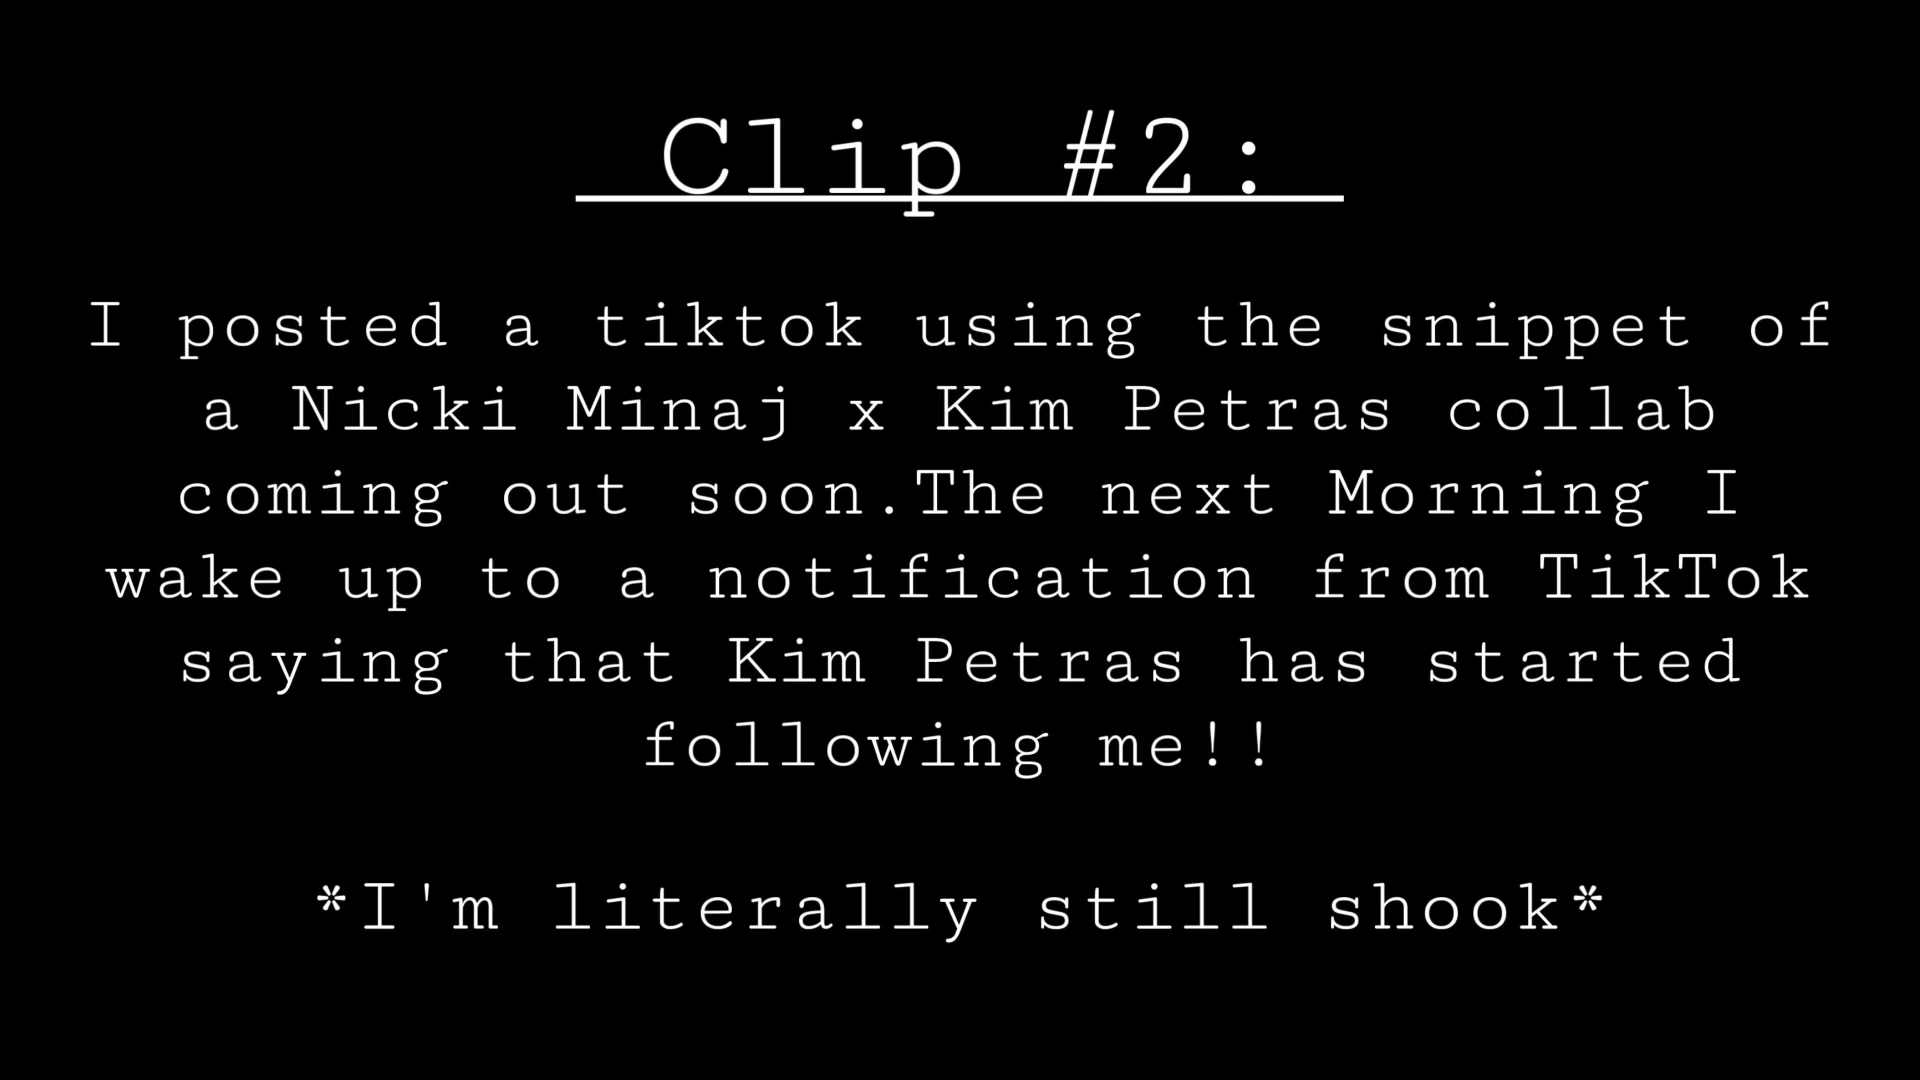 Clip #2:
I posted a tiktok using the snippet of
a Nicki Minaj x Kim Petras collab
coming out soon.The next Morning I
wake up to a notification from TikTok
saying that Kim Petras has started
following me!!
*I'm literally still shook*